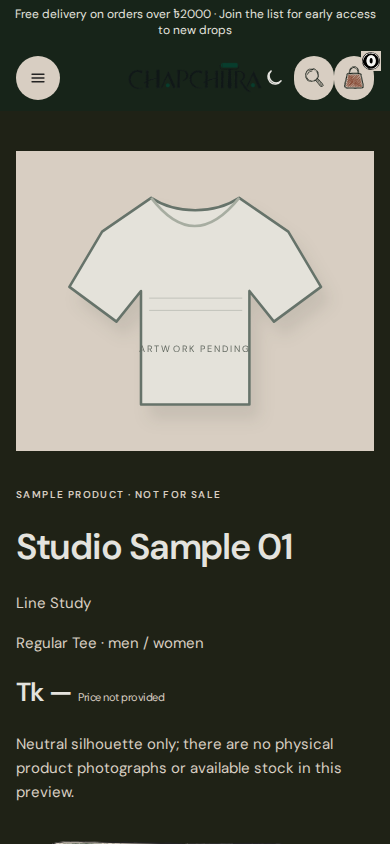 Free delivery on orders over ৳2000 · Join the list for early access
to new drops
CHAPCHITRA
0
ARTWORK PENDING
SAMPLE PRODUCT · NOT FOR SALE
Studio Sample 01
Line Study
Regular Tee · men / women
Tk — Price not provided
Neutral silhouette only; there are no physical
product photographs or available stock in this
preview.